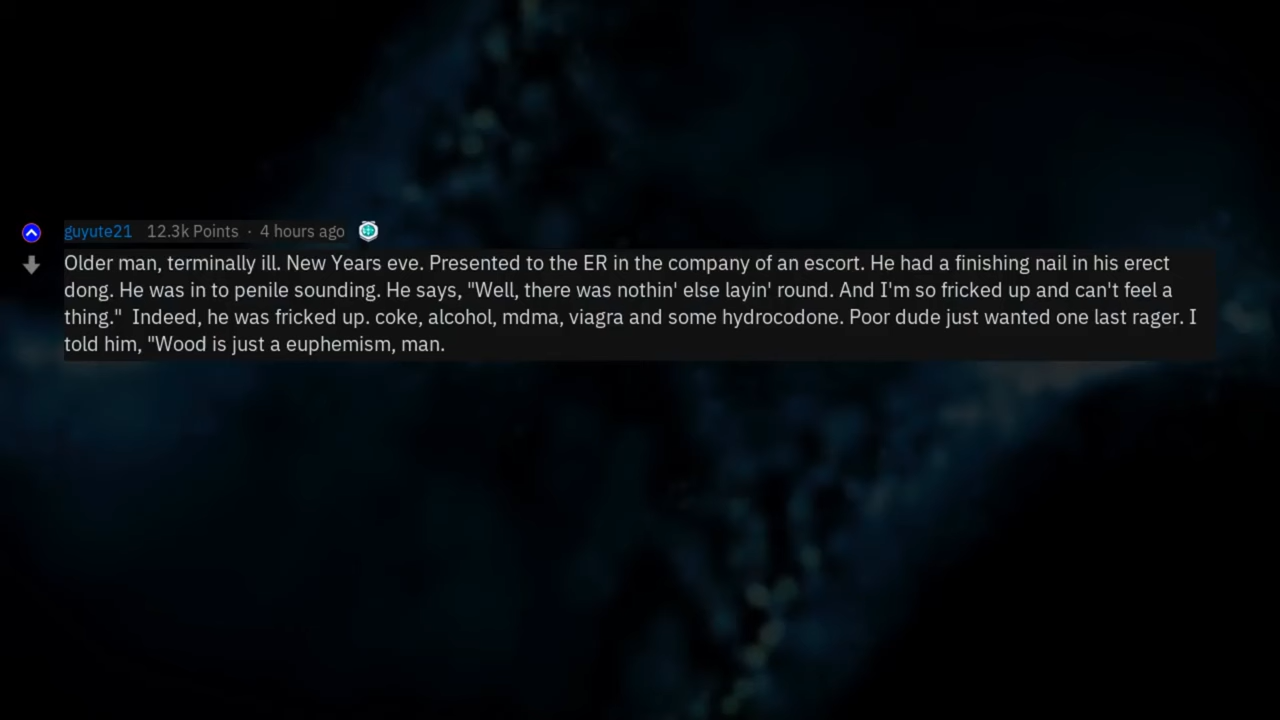 guyute21 12.3k Points · 4 hours ago
Older man, terminally ill. New Years eve. Presented to the ER in the company of an escort. He had a finishing nail in his erect
dong. He was in to penile sounding. He says, "Well, there was nothin' else layin' round. And I'm so fricked up and can't feel a
thing."  Indeed, he was fricked up. coke, alcohol, mdma, viagra and some hydrocodone. Poor dude just wanted one last rager. I
told him, "Wood is just a euphemism, man.